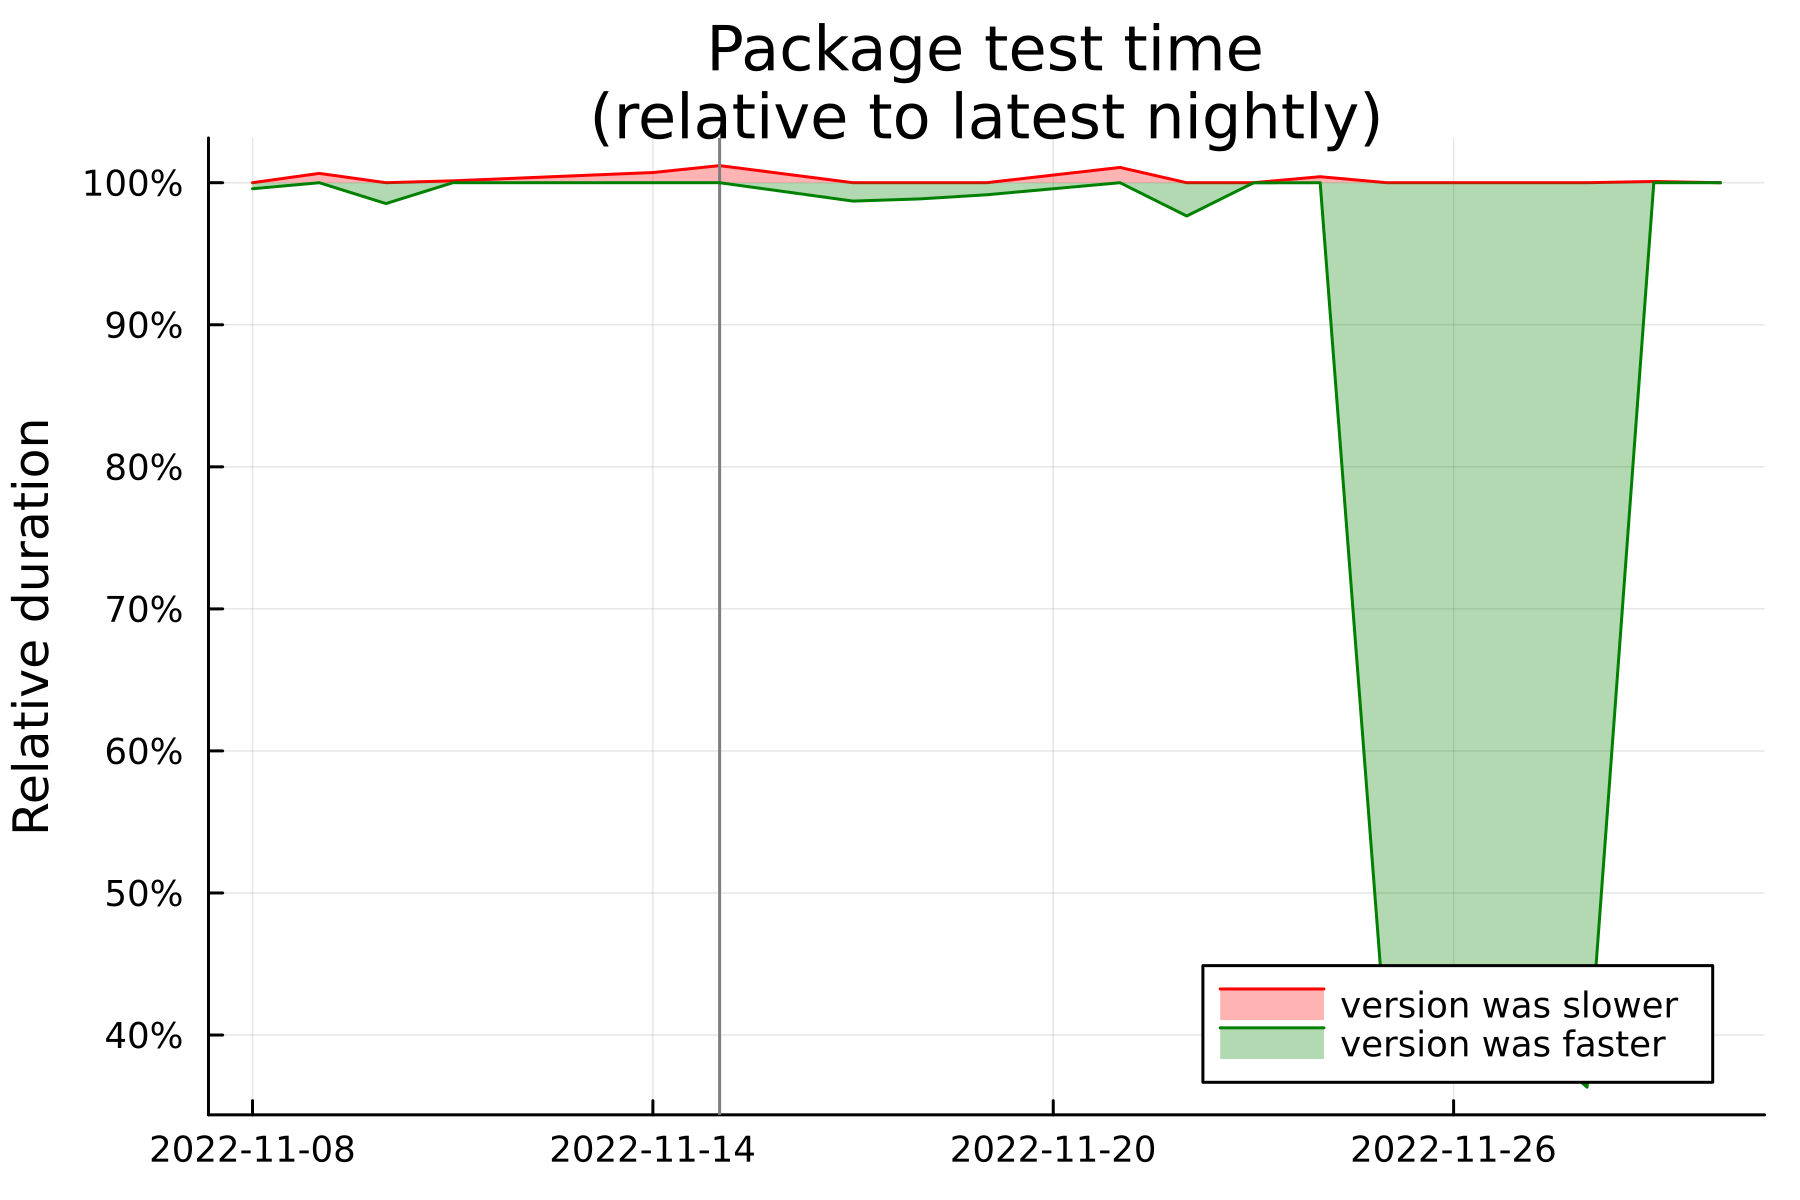 Package test time
(relative to latest nightly)
100%
90%
80%
70%
60%
50%
40%
Relative duration
version was slower
version was faster
2022-11-08
2022-11-14
2022-11-20
2022-11-26